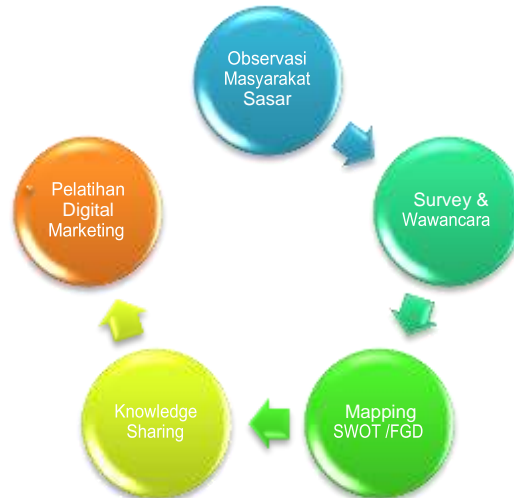 Observasi
Masyarakat
Sasar
Survey &
Wawancara
Mapping
SWOT /FGD
Knowledge
Sharing
Pelatihan
Digital
Marketing